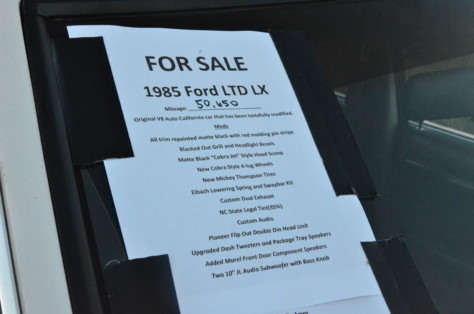 FOR SALE
1985 Ford LTD LX
Mileage: 50,650
Original V8 Auto California car that has been tastefully modified.
Mods
All trim repainted matte black with red molding pin stripe
Blacked Out Grill and Headlight Bezels
Matte Black "Cobra Jet" Style Hood Scoop
New Cobra Style 4-lug Wheels
New Mickey Thompson Tires
Eibach Lowering Spring and Swaybar Kit
Custom Dual Exhaust
NC State Legal Tint(35%)
Custom Audio
Pioneer Flip Out Double Din Head Unit
Upgraded Dash Tweeters and Package Tray Speakers
Added Morel Front Door Component Speakers
Two 10" JL Audio Subwoofer with Bass Knob